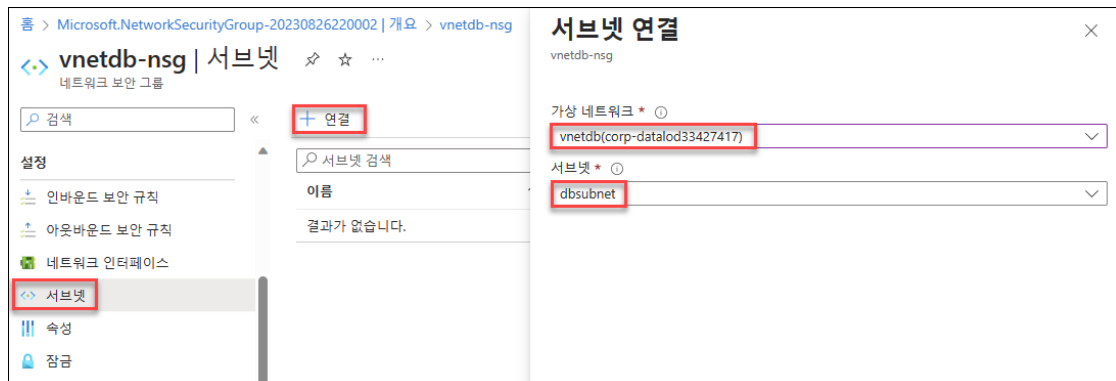 홈 > Microsoft.NetworkSecurityGroup-20230826220002 | 개요 > vnetdb-nsg
vnetdb-nsg | 서브넷
네트워크 보안 그룹
검색
«
설정
인바운드 보안 규칙
아웃바운드 보안 규칙
네트워크 인터페이스
서브넷
속성
잠금
+ 연결
서브넷 검색
이름
결과가 없습니다.
서브넷 연결
vnetdb-nsg
가상 네트워크 *
vnetdb(corp-datalod33427417)
서브넷 *
dbsubnet